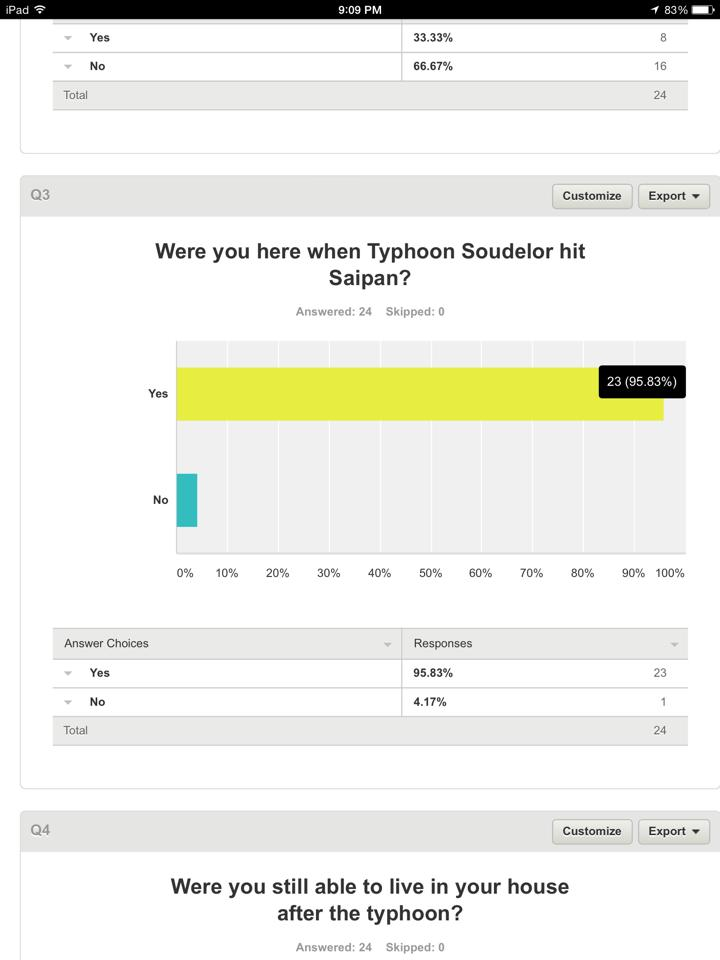 iPad 9:09 PM 83%
Yes 33.33% 8
No 66.67% 16
Total 24
Q3 Customize Export
Were you here when Typhoon Soudelor hit
Saipan?
Answered: 24 Skipped: 0
23 (95.83%)
Yes
No
0% 10% 20% 30% 40% 50% 60% 70% 80% 90% 100%
Answer Choices Responses
Yes 95.83% 23
No 4.17% 1
Total 24
Q4 Customize Export
Were you still able to live in your house
after the typhoon?
Answered: 24 Skipped: 0